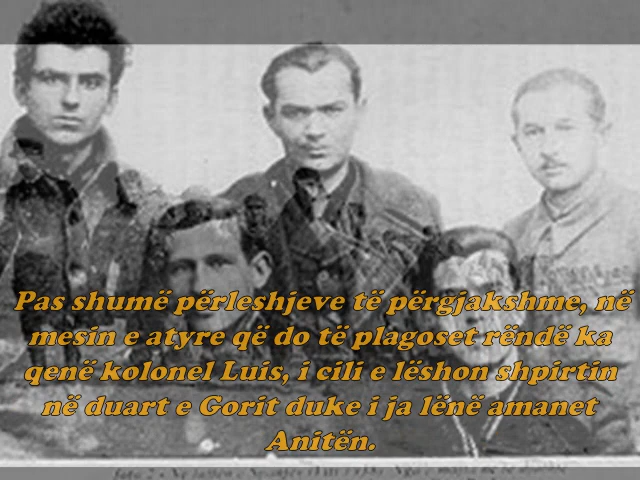 Pas shumë përleshjeve të përgjakshme, në
mesin e atyre që do të plagoset rëndë ka
qenë kolonel Luis, i cili e lëshon shpirtin
në duart e Gorit duke i ja lënë amanet
Anitën.